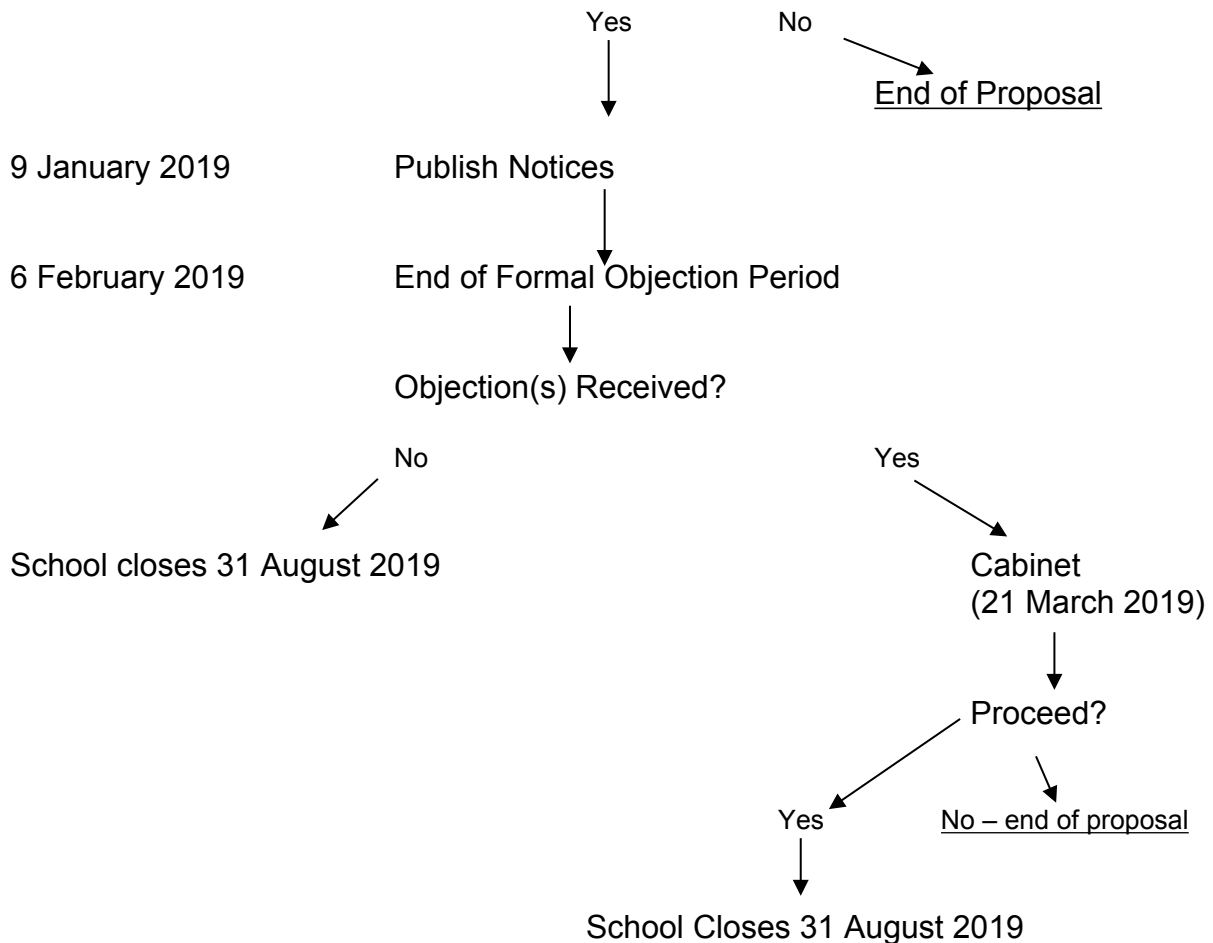 Yes No
End of Proposal
9 January 2019 Publish Notices
6 February 2019 End of Formal Objection Period
Objection(s) Received?
No Yes
School closes 31 August 2019 Cabinet
(21 March 2019)
Proceed?
Yes No – end of proposal
School Closes 31 August 2019